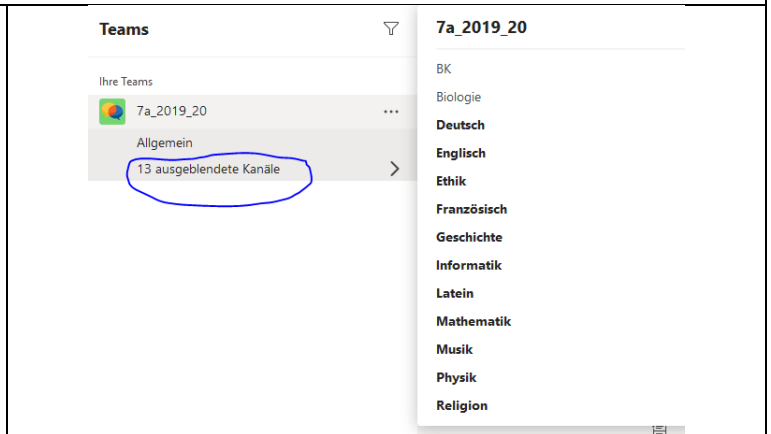 Teams
Ihre Teams
7a_2019_20
Allgemein
13 ausgeblendete Kanäle
7a_2019_20
BK
Biologie
Deutsch
Englisch
Ethik
Französisch
Geschichte
Informatik
Latein
Mathematik
Musik
Physik
Religion